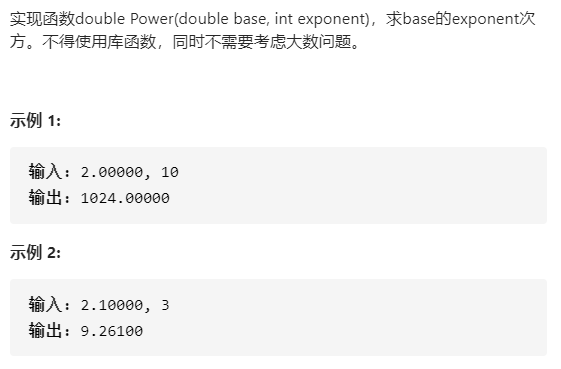 实现函数double Power(double base, int exponent)，求base的exponent次
方。不得使用库函数，同时不需要考虑大数问题。
示例 1:
输入：2.00000, 10
输出：1024.00000
示例 2:
输入：2.10000, 3
输出：9.26100